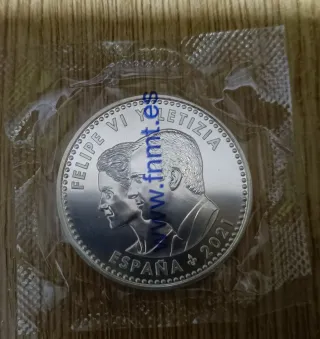 FELIPE VI Y LETIZIA
ESPAÑA 2021
www.fnmt.es